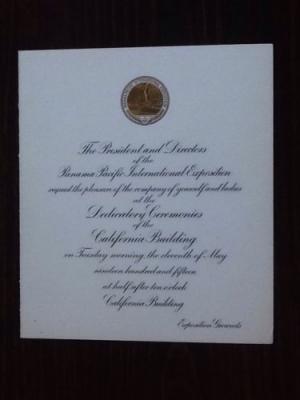 The President and Directors
of the
Panama Pacific International Exposition
request the pleasure of the company of yourself and ladies
at the
Dedicatory Ceremonies
of the
California Building
on Tuesday morning, the eleventh of May
nineteen hundred and fifteen
at half after ten o'clock
California Building
Exposition Grounds